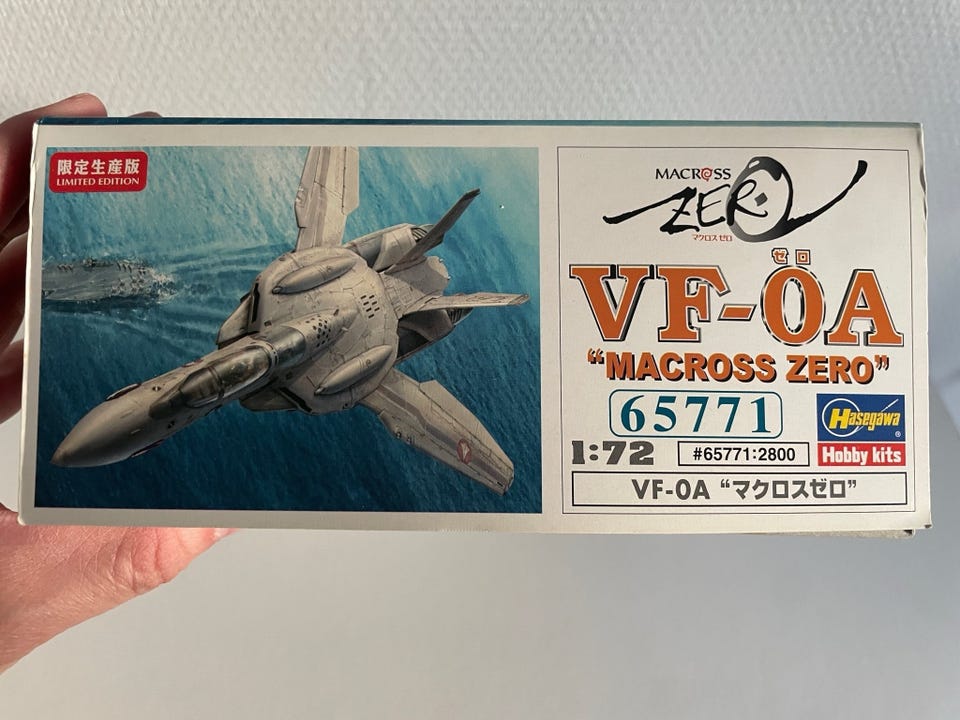 限定生産版
LIMITED EDITION
MACROSS
ZERO
マクロスゼロ
ゼロ
VF-0A
“MACROSS ZERO”
65771
Hasegawa®
1:72
#65771:2800
Hobby kits
VF-0A “マクロスゼロ”